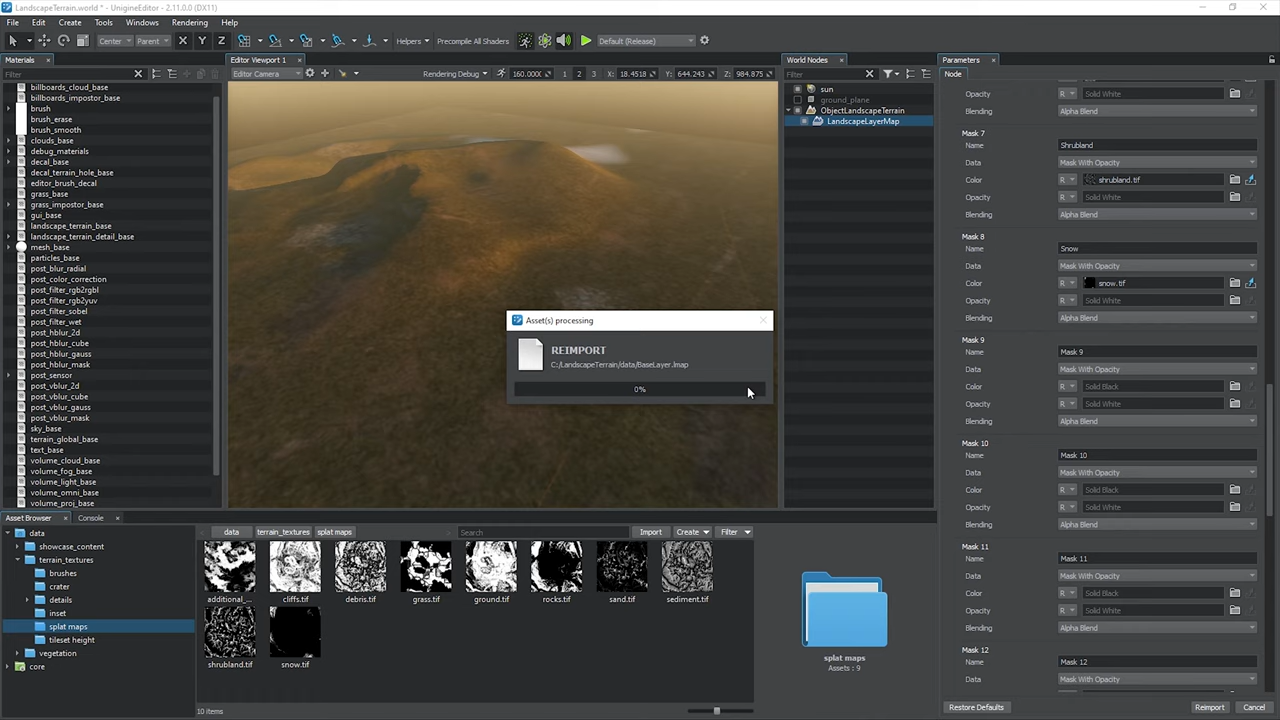 LandscapeTerrain.world * - UnigineEditor - 2.11.0.0 (DX11)
File Edit Create Tools Windows Rendering Help
Center Parent X Y Z Helpers Precompile All Shaders Default (Release)
Materials
Filter
billboards_cloud_base
billboards_impostor_base
brush
brush_erase
brush_smooth
clouds_base
debug_materials
decal_base
decal_terrain_hole_base
editor_brush_decal
grass_base
grass_impostor_base
gui_base
landscape_terrain_base
landscape_terrain_detail_base
mesh_base
particles_base
post_blur_radial
post_color_correction
post_filter_rgb2rgbl
post_filter_rgb2yuv
post_filter_sobel
post_filter_wet
post_hblur_2d
post_hblur_cube
post_hblur_gauss
post_hblur_mask
post_sensor
post_vblur_2d
post_vblur_cube
post_vblur_gauss
post_vblur_mask
sky_base
terrain_global_base
text_base
volume_cloud_base
volume_fog_base
volume_light_base
volume_omni_base
volume_proj_base
Editor Viewport 1
Editor Camera Rendering Debug 160.0000 1 2 3 X: 18.4518 Y: 644.243 Z: 984.875
Asset(s) processing
REIMPORT
C:/LandscapeTerrain/data/BaseLayer.lmap
0%
World Nodes
Filter
sun
ground_plane
ObjectLandscapeTerrain
LandscapeLayerMap
Parameters
Node
Opacity R Solid White
Blending Alpha Blend
Mask 7
Name Shrubland
Data Mask With Opacity
Color R shrubland.tif
Opacity R Solid White
Blending Alpha Blend
Mask 8
Name Snow
Data Mask With Opacity
Color R snow.tif
Opacity R Solid White
Blending Alpha Blend
Mask 9
Name Mask 9
Data Mask With Opacity
Color R Solid Black
Opacity R Solid White
Blending Alpha Blend
Mask 10
Name Mask 10
Data Mask With Opacity
Color R Solid Black
Opacity R Solid White
Blending Alpha Blend
Mask 11
Name Mask 11
Data Mask With Opacity
Color R Solid Black
Opacity R Solid White
Blending Alpha Blend
Mask 12
Name Mask 12
Data Mask With Opacity
Restore Defaults Reimport Cancel
Asset Browser Console
data
showcase_content
terrain_textures
brushes
crater
details
inset
splat maps
tileset height
vegetation
core
data terrain_textures splat maps Search Import Create Filter
additional_... cliffs.tif debris.tif grass.tif ground.tif rocks.tif sand.tif sediment.tif
shrubland.tif snow.tif
10 items
splat maps
Assets : 9